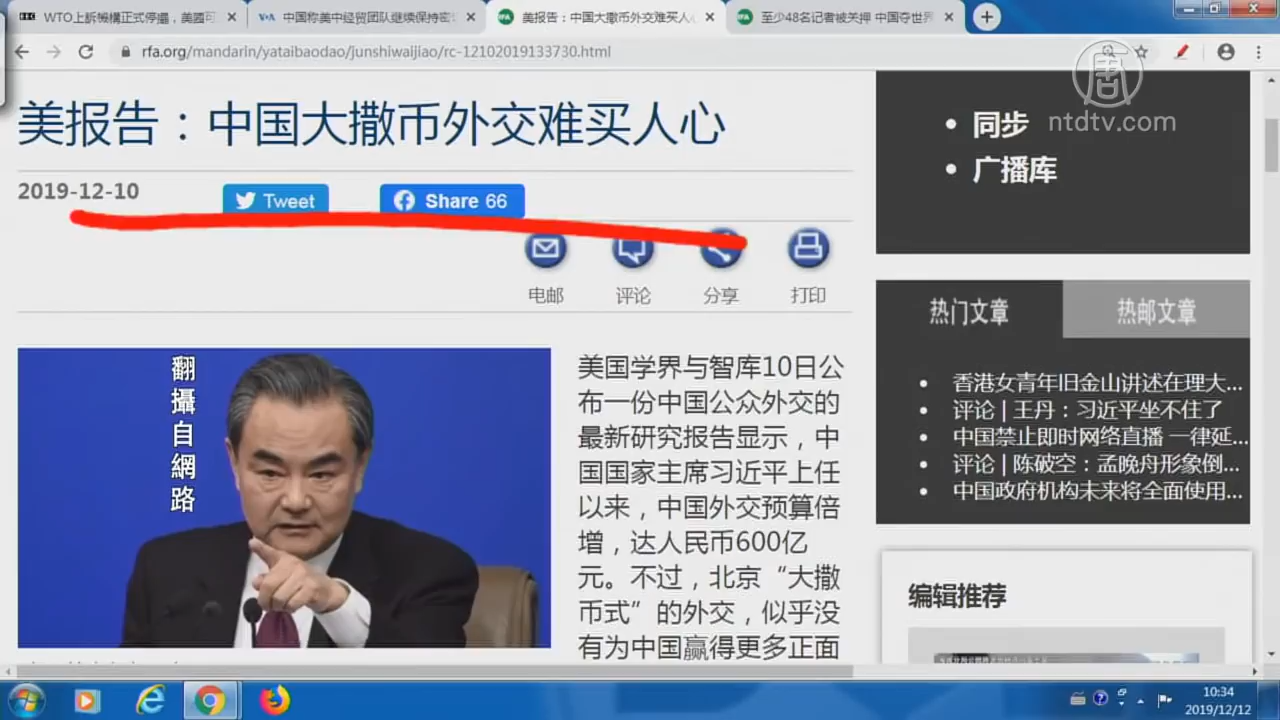 WTO上訴機構正式停擺，美國可
中国称美中经贸团队继续保持密
美报告：中国大撒币外交难买人心
至少48名记者被关押 中国夺世界
rfa.org/mandarin/yataibaodao/junshiwaijiao/rc-12102019133730.html
美报告：中国大撒币外交难买人心
2019-12-10
Tweet
Share 66
电邮
评论
分享
打印
翻攝自網路
美国学界与智库10日公
布一份中国公众外交的
最新研究报告显示，中
国国家主席习近平上任
以来，中国外交预算倍
增，达人民币600亿
元。不过，北京“大撒
币式”的外交，似乎没
有为中国赢得更多正面
唐
ntdtv.com
• 同步
• 广播库
热门文章
热邮文章
• 香港女青年旧金山讲述在理大...
• 评论 | 王丹：习近平坐不住了
• 中国禁止即时网络直播 一律延...
• 评论 | 陈破空：孟晚舟形象倒...
• 中国政府机构未来将全面使用...
编辑推荐
10:34
2019/12/12